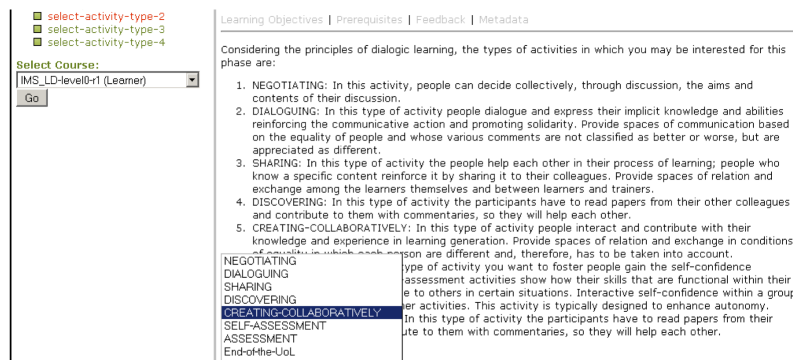 select-activity-type-2
select-activity-type-3
select-activity-type-4
Select Course:
IMS_LD-level0-r1 (Learner)
Go
Learning Objectives | Prerequisites | Feedback | Metadata
Considering the principles of dialogic learning, the types of activities in which you may be interested for this
phase are:
1. NEGOTIATING: In this activity, people can decide collectively, through discussion, the aims and
contents of their discussion.
2. DIALOGUING: In this type of activity people dialogue and express their implicit knowledge and abilities
reinforcing the communicative action and promoting solidarity. Provide spaces of communication based
on the equality of people and whose various comments are not classified as better or worse, but are
appreciated as different.
3. SHARING: In this type of activity the people help each other in their process of learning; people who
know a specific content reinforce it by sharing it to their colleagues. Provide spaces of relation and
exchange among the learners themselves and between learners and trainers.
4. DISCOVERING: In this type of activity the participants have to read papers from their other colleagues
and contribute to them with commentaries, so they will help each other.
5. CREATING-COLLABORATIVELY: In this type of activity people interact and contribute with their
knowledge and experience in learning generation. Provide spaces of relation and exchange in conditions
of equality in which each person are different and, therefore, has to be taken into account.
type of activity you want to foster people gain the self-confidence
-assessment activities show how their skills that are functional within their
to others in certain situations. Interactive self-confidence within a group
activities. This activity is typically designed to enhance autonomy.
In this type of activity the participants have to read papers from their
to them with commentaries, so they will help each other.
NEGOTIATING
DIALOGUING
SHARING
DISCOVERING
CREATING-COLLABORATIVELY
SELF-ASSESSMENT
ASSESSMENT
End-of-the-UoL